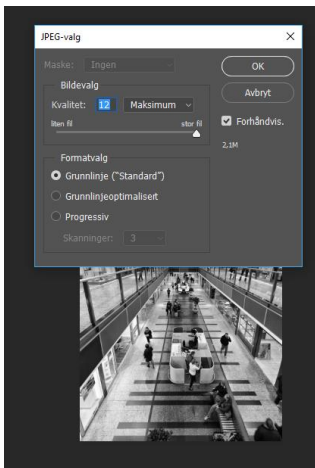 JPEG-valg
Maske: Ingen
OK
Bildevalg
Avbryt
Kvalitet: 12 Maksimum
Forhåndvis.
liten fil stor fil
2,1M
Formatvalg
Grunnlinje ("Standard")
Grunnlinjeoptimalisert
Progressiv
Skanninger: 3